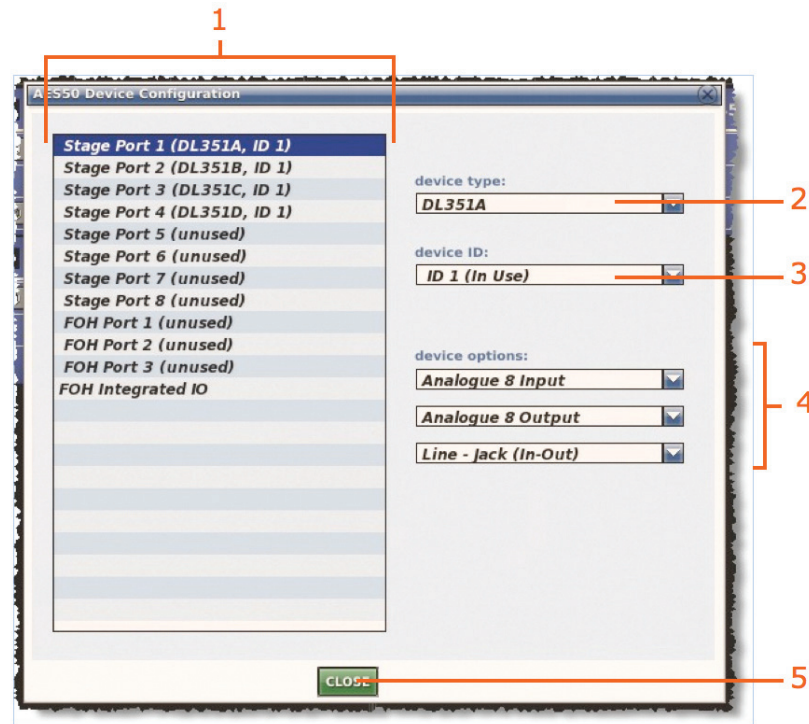 1
AES50 Device Configuration
Stage Port 1 (DL351A, ID 1)
Stage Port 2 (DL351B, ID 1)
Stage Port 3 (DL351C, ID 1)
Stage Port 4 (DL351D, ID 1)
Stage Port 5 (unused)
Stage Port 6 (unused)
Stage Port 7 (unused)
Stage Port 8 (unused)
FOH Port 1 (unused)
FOH Port 2 (unused)
FOH Port 3 (unused)
FOH Integrated IO
device type:
DL351A
2
device ID:
ID 1 (In Use)
3
device options:
Analogue 8 Input
Analogue 8 Output
Line - Jack (In-Out)
4
CLOSE
5